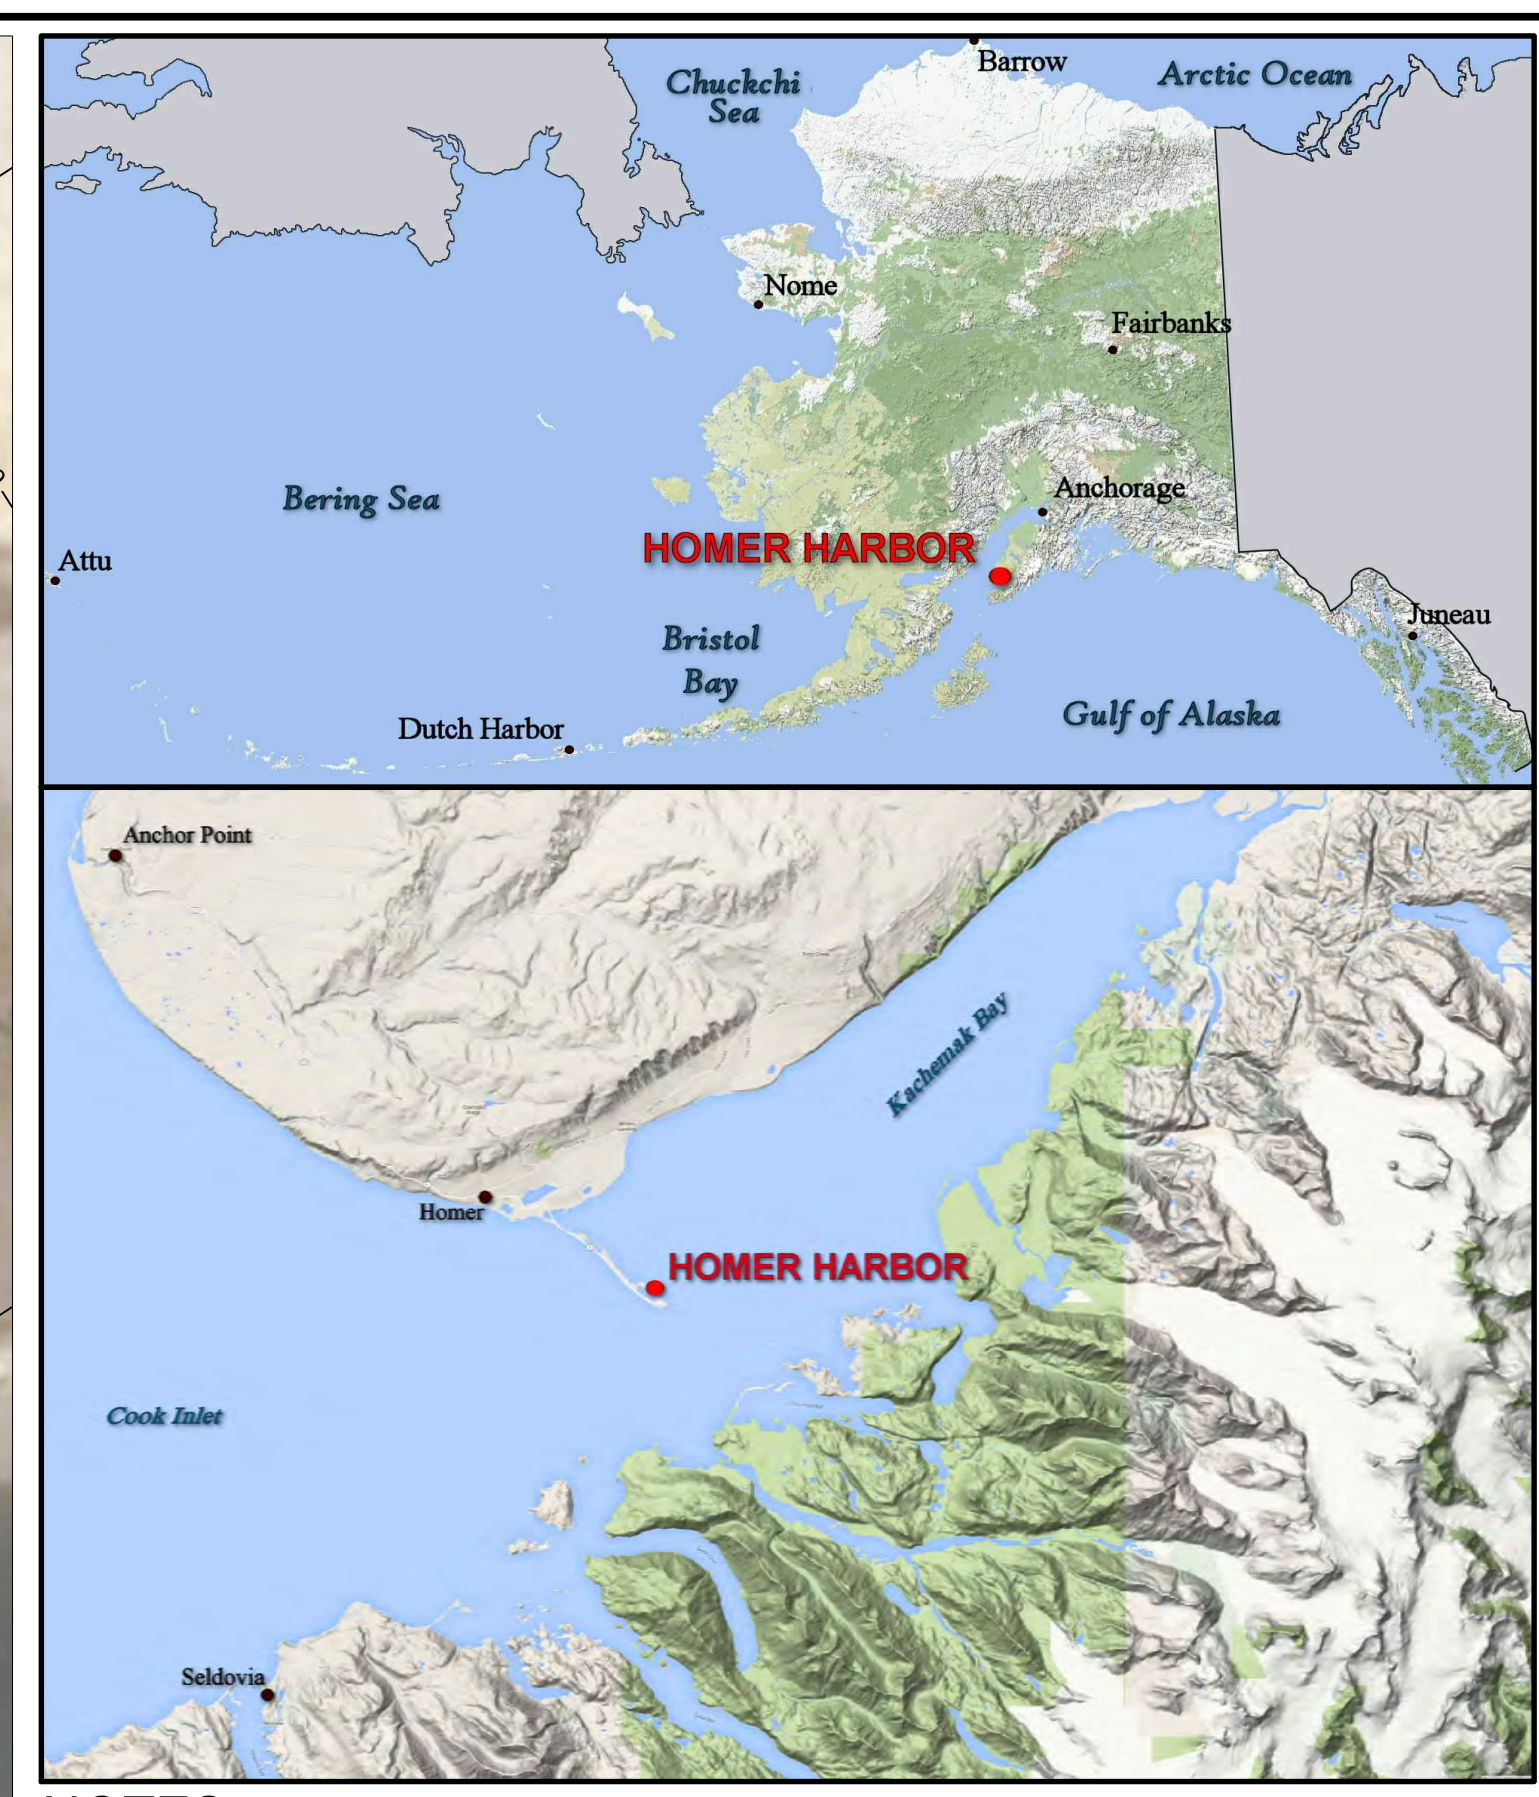 Barrow
Chuckchi
Sea
Arctic Ocean
Nome
Fairbanks
Bering Sea
Anchorage
HOMER HARBOR
Attu
Juneau
Bristol
Bay
Gulf of Alaska
Dutch Harbor
Anchor Point
Kachemak Bay
Homer
HOMER HARBOR
Cook Inlet
Seldovia